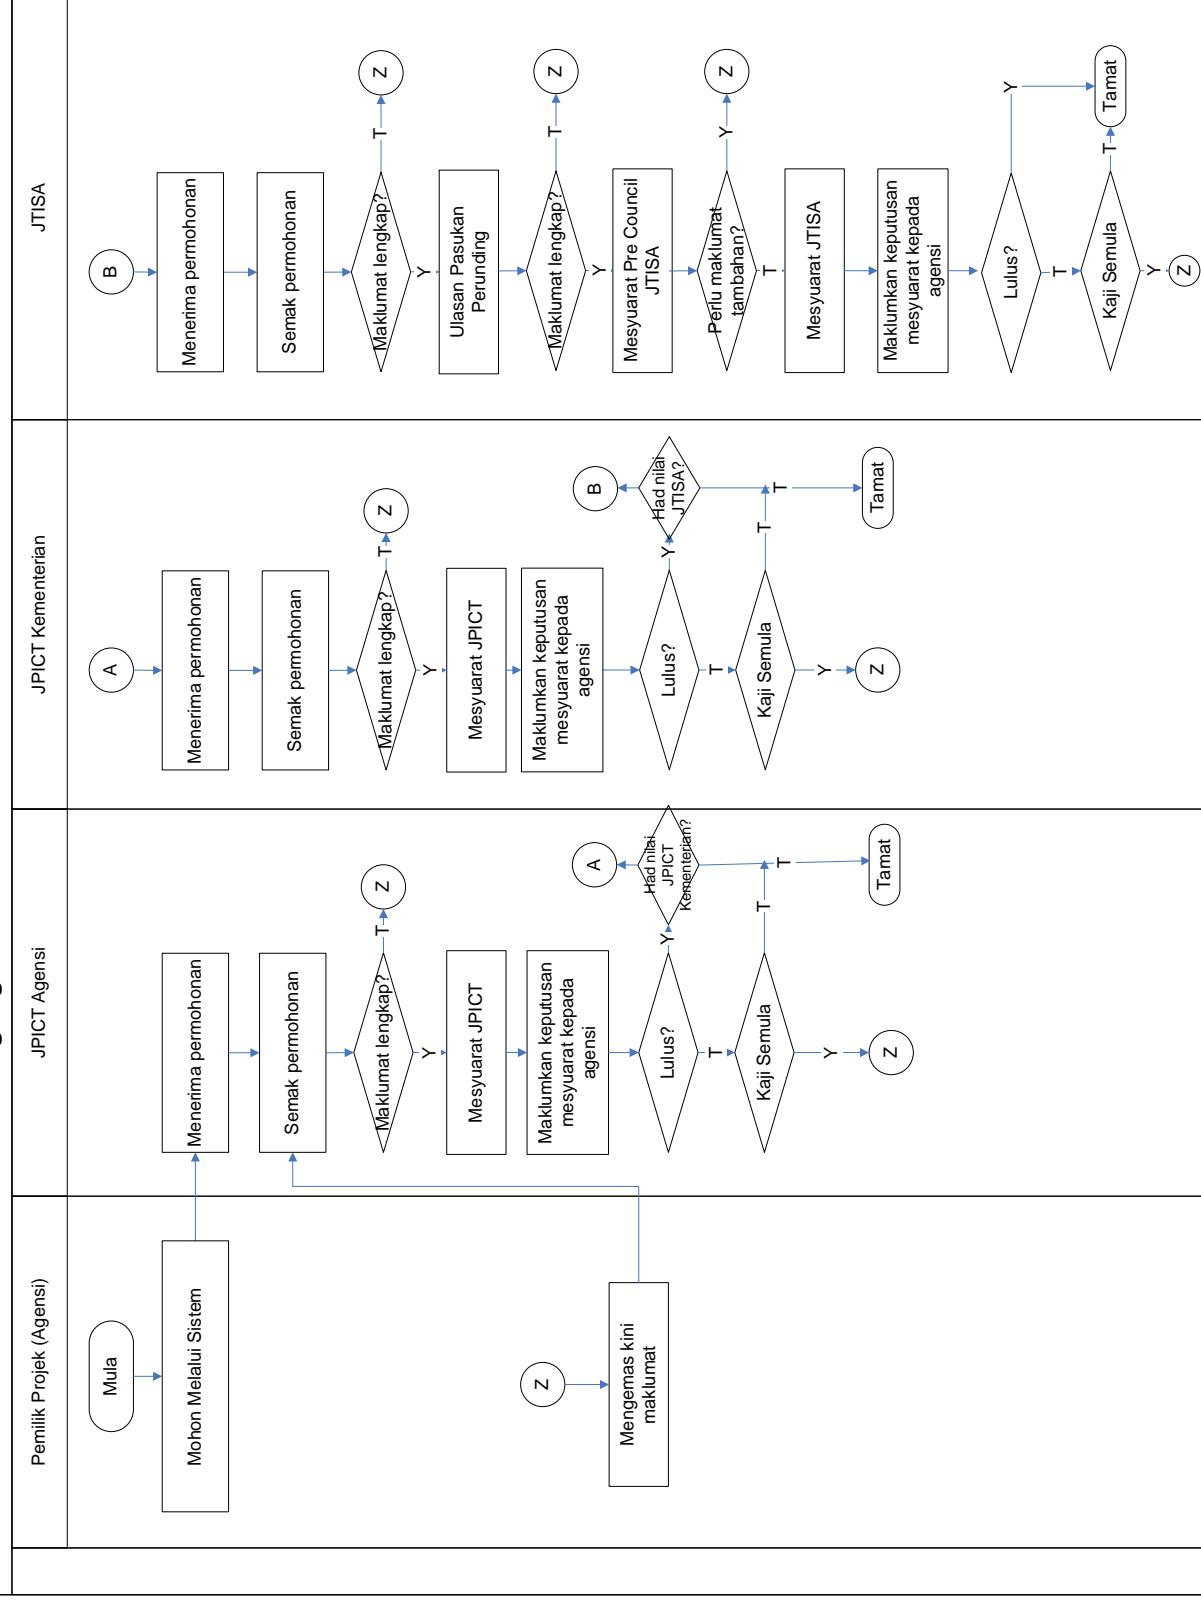 Pemilik Projek (Agensi)
Mula
Mohon Melalui Sistem
Z
Mengemas kini
maklumat
JPICT Agensi
Menerima permohonan
Semak permohonan
Maklumat lengkap?
T
Z
Y
Mesyuarat JPICT
Maklumkan keputusan
mesyuarat kepada
agensi
Lulus?
Y
Had nilai
JPICT
Kementerian?
A
T
Kaji Semula
T
T
Tamat
Y
Z
JPICT Kementerian
A
Menerima permohonan
Semak permohonan
Maklumat lengkap?
T
Z
Y
Mesyuarat JPICT
Maklumkan keputusan
mesyuarat kepada
agensi
Lulus?
Y
Had nilai
JTISA?
B
T
Kaji Semula
T
T
Tamat
Y
Z
JTISA
B
Menerima permohonan
Semak permohonan
Maklumat lengkap?
T
Z
Y
Ulasan Pasukan
Perunding
Maklumat lengkap?
T
Z
Y
Mesyuarat Pre Council
JTISA
Perlu maklumat
tambahan?
Y
Z
T
Mesyuarat JTISA
Maklumkan keputusan
mesyuarat kepada
agensi
Lulus?
Y
T
Kaji Semula
T
Tamat
Y
Z